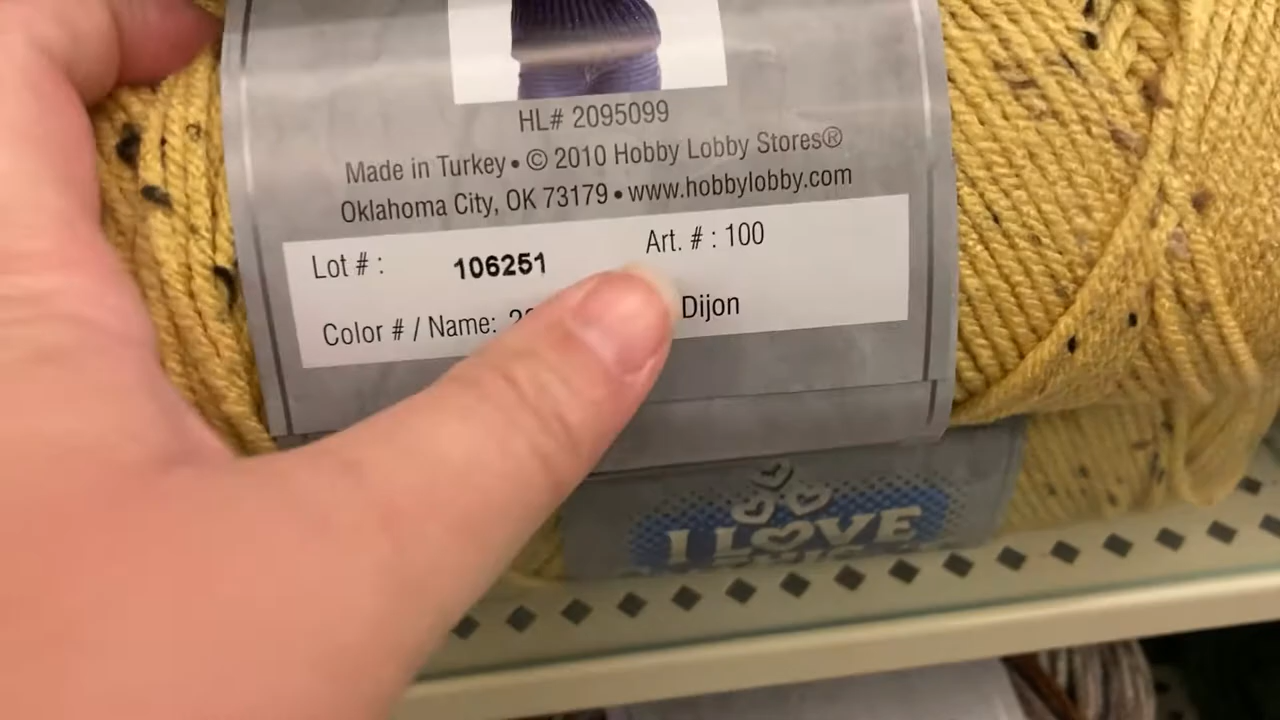 HL# 2095099
Made in Turkey • © 2010 Hobby Lobby Stores®
Oklahoma City, OK 73179 • www.hobbylobby.com
Lot # : 106251 Art. # : 100
Color # / Name: Dijon
I LOVE